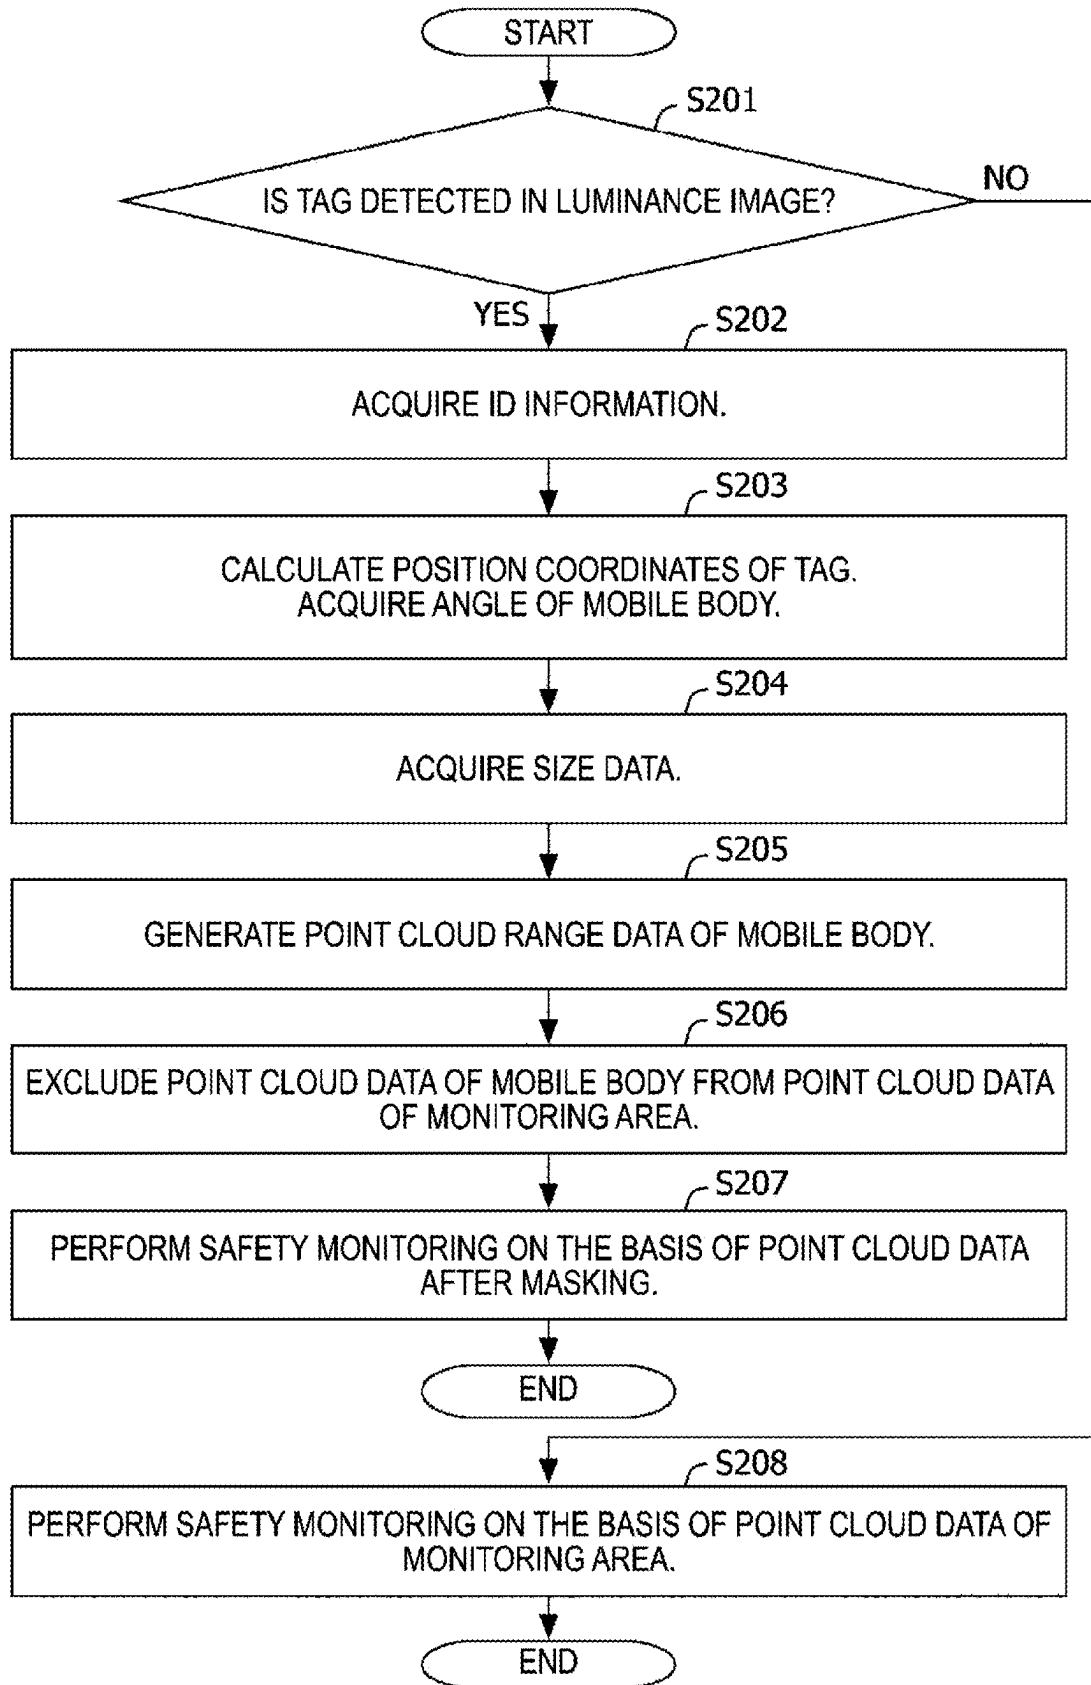 START
S201
IS TAG DETECTED IN LUMINANCE IMAGE?
NO
YES
S202
ACQUIRE ID INFORMATION.
S203
CALCULATE POSITION COORDINATES OF TAG.
ACQUIRE ANGLE OF MOBILE BODY.
S204
ACQUIRE SIZE DATA.
S205
GENERATE POINT CLOUD RANGE DATA OF MOBILE BODY.
S206
EXCLUDE POINT CLOUD DATA OF MOBILE BODY FROM POINT CLOUD DATA
OF MONITORING AREA.
S207
PERFORM SAFETY MONITORING ON THE BASIS OF POINT CLOUD DATA
AFTER MASKING.
END
S208
PERFORM SAFETY MONITORING ON THE BASIS OF POINT CLOUD DATA OF
MONITORING AREA.
END